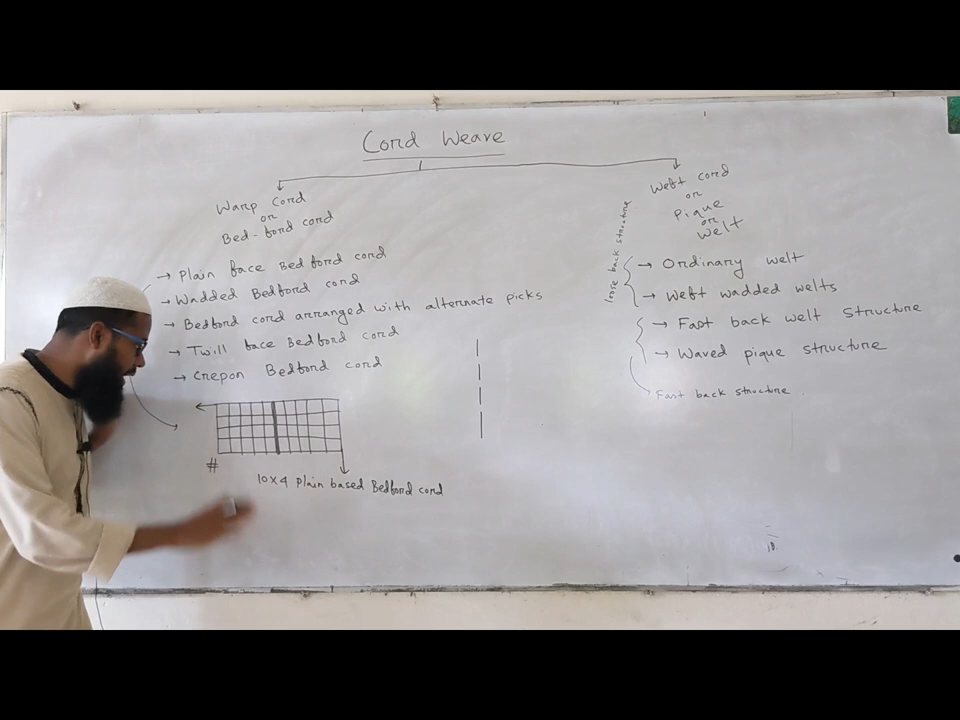 Cord Weave
Warp Cord
or
Bed-ford cord
→ Plain face Bedford cord
→ Wadded Bedford cord
→ Bedford cord arranged with alternate picks
→ Twill face Bedford cord
→ Crepon Bedford cord
#
10×4 Plain based Bedford cord
Weft cord
or
Pique
or
Welt
loose back structure
→ Ordinary welt
→ Weft wadded welts
→ Fast back welt structure
→ Waved pique structure
Fast back structure